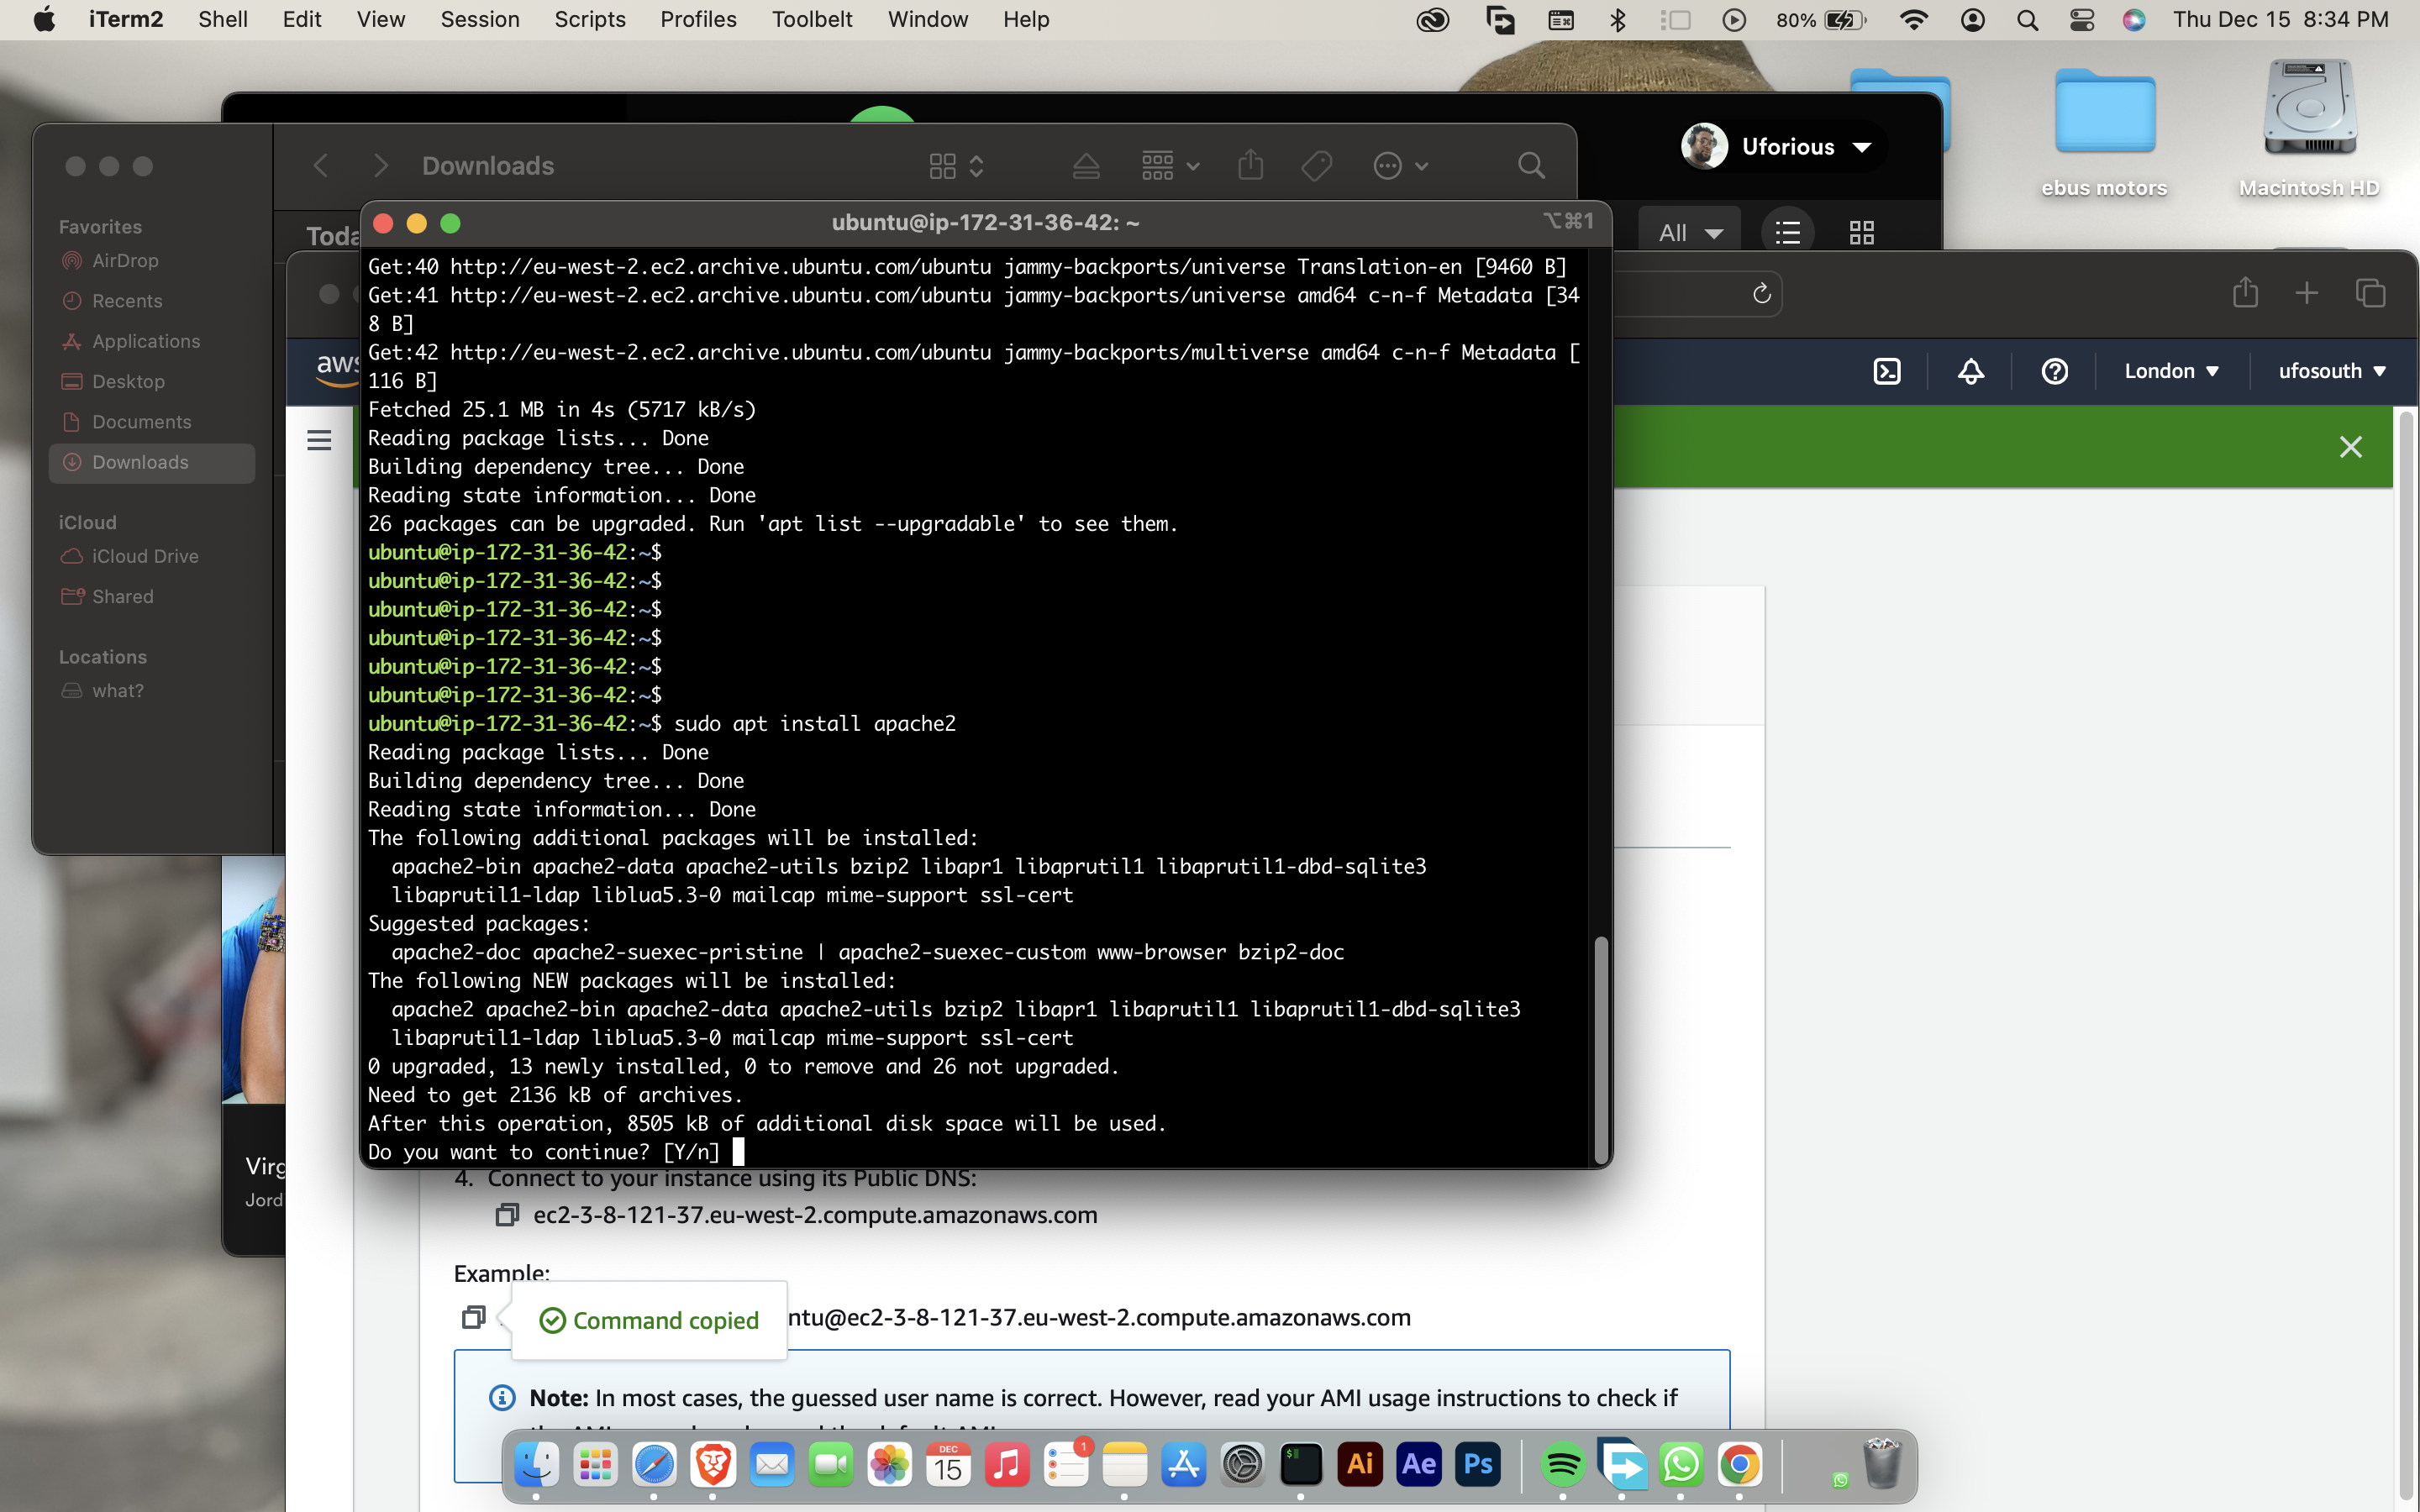 iTerm2 Shell Edit View Session Scripts Profiles Toolbelt Window Help 80% Thu Dec 15 8:34 PM
Uforious
ebus motors
Macintosh HD
Downloads
Favorites
AirDrop
Recents
Applications
Desktop
Documents
Downloads
iCloud
iCloud Drive
Shared
Locations
what?
Toda
All
aws
London
ufosouth
ubuntu@ip-172-31-36-42: ~ ⌥⌘1
Get:40 http://eu-west-2.ec2.archive.ubuntu.com/ubuntu jammy-backports/universe Translation-en [9460 B]
Get:41 http://eu-west-2.ec2.archive.ubuntu.com/ubuntu jammy-backports/universe amd64 c-n-f Metadata [34
8 B]
Get:42 http://eu-west-2.ec2.archive.ubuntu.com/ubuntu jammy-backports/multiverse amd64 c-n-f Metadata [
116 B]
Fetched 25.1 MB in 4s (5717 kB/s)
Reading package lists... Done
Building dependency tree... Done
Reading state information... Done
26 packages can be upgraded. Run 'apt list --upgradable' to see them.
ubuntu@ip-172-31-36-42:~$
ubuntu@ip-172-31-36-42:~$
ubuntu@ip-172-31-36-42:~$
ubuntu@ip-172-31-36-42:~$
ubuntu@ip-172-31-36-42:~$
ubuntu@ip-172-31-36-42:~$
ubuntu@ip-172-31-36-42:~$ sudo apt install apache2
Reading package lists... Done
Building dependency tree... Done
Reading state information... Done
The following additional packages will be installed:
  apache2-bin apache2-data apache2-utils bzip2 libapr1 libaprutil1 libaprutil1-dbd-sqlite3
  libaprutil1-ldap liblua5.3-0 mailcap mime-support ssl-cert
Suggested packages:
  apache2-doc apache2-suexec-pristine | apache2-suexec-custom www-browser bzip2-doc
The following NEW packages will be installed:
  apache2 apache2-bin apache2-data apache2-utils bzip2 libapr1 libaprutil1 libaprutil1-dbd-sqlite3
  libaprutil1-ldap liblua5.3-0 mailcap mime-support ssl-cert
0 upgraded, 13 newly installed, 0 to remove and 26 not upgraded.
Need to get 2136 kB of archives.
After this operation, 8505 kB of additional disk space will be used.
Do you want to continue? [Y/n]
Virg
Jord
4. Connect to your instance using its Public DNS:
ec2-3-8-121-37.eu-west-2.compute.amazonaws.com
Example:
Command copied
ntu@ec2-3-8-121-37.eu-west-2.compute.amazonaws.com
Note: In most cases, the guessed user name is correct. However, read your AMI usage instructions to check if
DEC
15
1
Ai
Ae
Ps